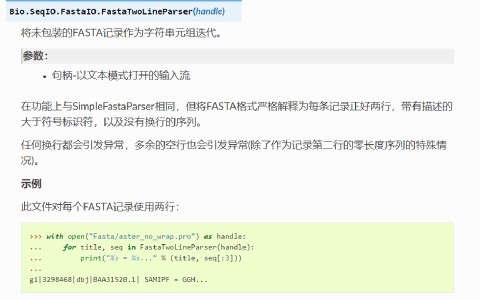 Bio.SeqIO.FastaIO.FastaTwoLineParser(handle)
将未包装的FASTA记录作为字符串元组迭代。
参数:
• 句柄-以文本模式打开的输入流
在功能上与SimpleFastaParser相同，但将FASTA格式严格解释为每条记录正好两行，带有描述的
大于符号标识符，以及没有换行的序列。
任何换行都会引发异常，多余的空行也会引发异常(除了作为记录第二行的零长度序列的特殊情
况)。
示例
此文件对每个FASTA记录使用两行：
>>> with open("Fasta/aster_no_wrap.pro") as handle:
...     for title, seq in FastaTwoLineParser(handle):
...         print("%s = %s..." % (title, seq[:3]))
...
gi|3298468|dbj|BAA31520.1| SAMIPF = GGH...